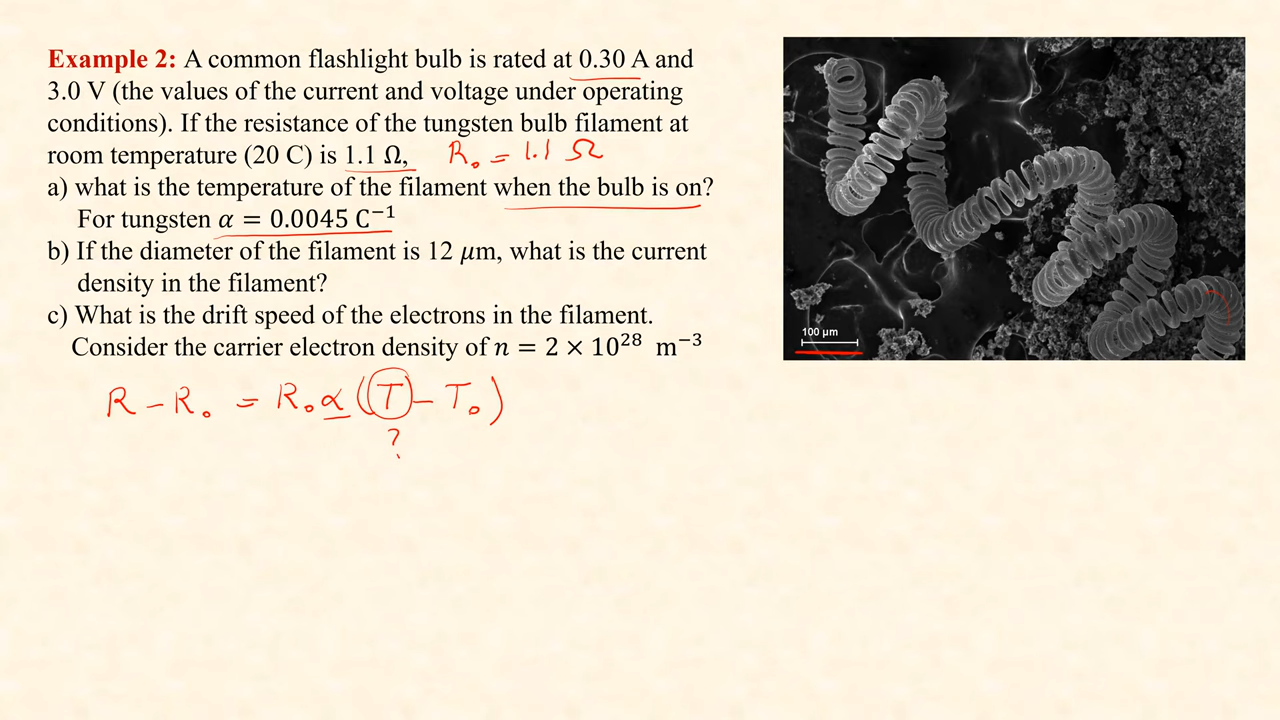 Example 2: A common flashlight bulb is rated at 0.30 A and
3.0 V (the values of the current and voltage under operating
conditions). If the resistance of the tungsten bulb filament at
room temperature (20 C) is 1.1 Ω, R₀ = 1.1 Ω
a) what is the temperature of the filament when the bulb is on?
For tungsten α = 0.0045 C⁻¹
b) If the diameter of the filament is 12 μm, what is the current
density in the filament?
c) What is the drift speed of the electrons in the filament.
Consider the carrier electron density of n = 2 × 10²⁸ m⁻³
R − R₀ = R₀ α (T − T₀)
?
100 μm